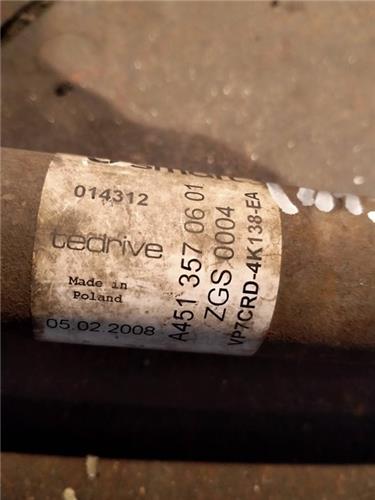 014312
tedrive
Made in
Poland
05.02.2008
A451 357 06 01
ZGS 0004
VP7CRD-4K138-EA